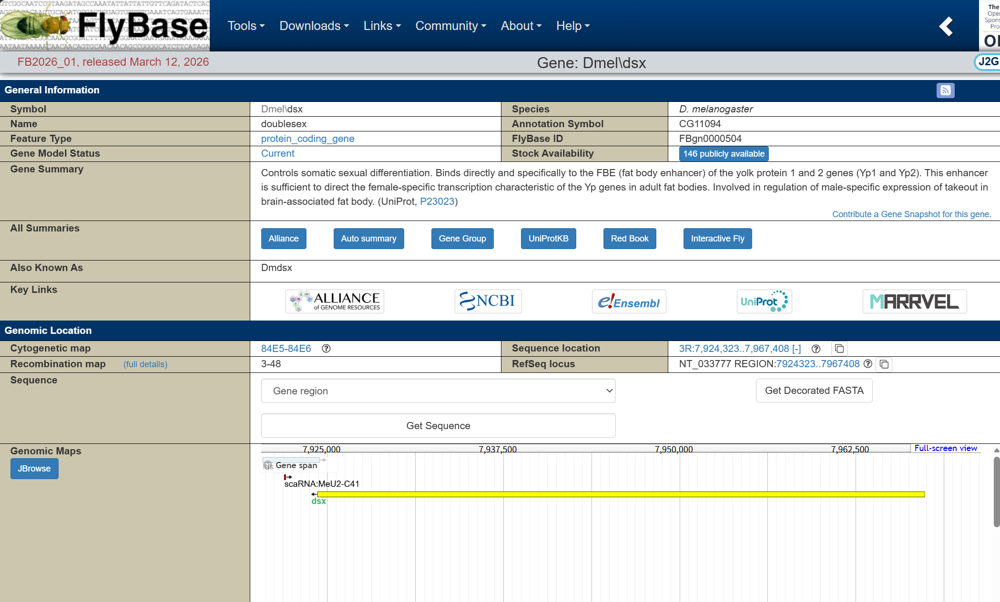 FlyBase
Tools Downloads Links Community About Help
The
Open
Spons
Pro
FB2026_01, released March 12, 2026
Gene: Dmel\dsx
J2G
General Information
Symbol Dmel\dsx Species D. melanogaster
Name doublesex Annotation Symbol CG11094
Feature Type protein_coding_gene FlyBase ID FBgn0000504
Gene Model Status Current Stock Availability 146 publicly available
Gene Summary
Controls somatic sexual differentiation. Binds directly and specifically to the FBE (fat body enhancer) of the yolk protein 1 and 2 genes (Yp1 and Yp2). This enhancer
is sufficient to direct the female-specific transcription characteristic of the Yp genes in adult fat bodies. Involved in regulation of male-specific expression of takeout in
brain-associated fat body. (UniProt, P23023)
Contribute a Gene Snapshot for this gene.
All Summaries
Alliance Auto summary Gene Group UniProtKB Red Book Interactive Fly
Also Known As Dmdsx
Key Links
ALLIANCE
of GENOME RESOURCES
NCBI
e!Ensembl
UniProt
MARRVEL
Genomic Location
Cytogenetic map 84E5-84E6 Sequence location 3R:7,924,323..7,967,408 [-]
Recombination map (full details) 3-48 RefSeq locus NT_033777 REGION:7924323..7967408
Sequence
Gene region
Get Decorated FASTA
Get Sequence
Genomic Maps
JBrowse
7,925,000 7,937,500 7,950,000 7,962,500 Full-screen view
Gene span
scaRNA:MeU2-C41
dsx